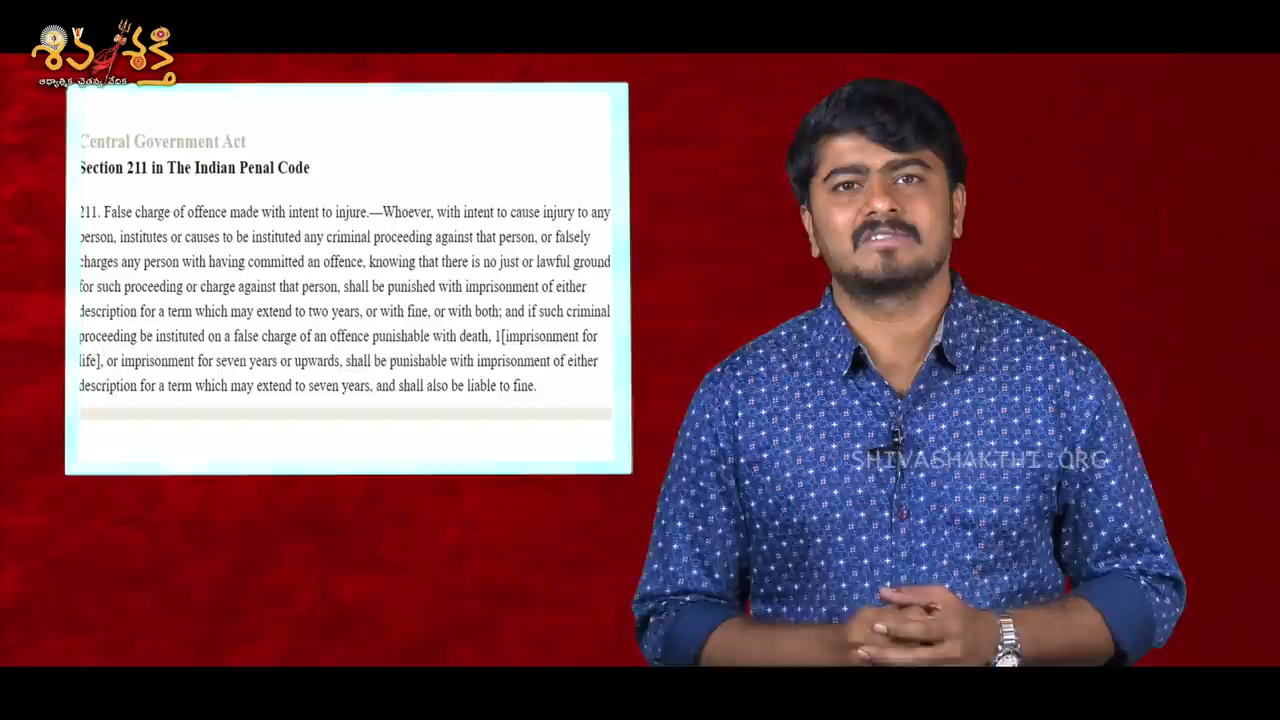 శివశక్తి
ఆధ్యాత్మిక చైతన్య వేదిక
Central Government Act
Section 211 in The Indian Penal Code
211. False charge of offence made with intent to injure.—Whoever, with intent to cause injury to any
person, institutes or causes to be instituted any criminal proceeding against that person, or falsely
charges any person with having committed an offence, knowing that there is no just or lawful ground
for such proceeding or charge against that person, shall be punished with imprisonment of either
description for a term which may extend to two years, or with fine, or with both; and if such criminal
proceeding be instituted on a false charge of an offence punishable with death, 1[imprisonment for
life], or imprisonment for seven years or upwards, shall be punishable with imprisonment of either
description for a term which may extend to seven years, and shall also be liable to fine.
SHIVASHAKTHI.ORG